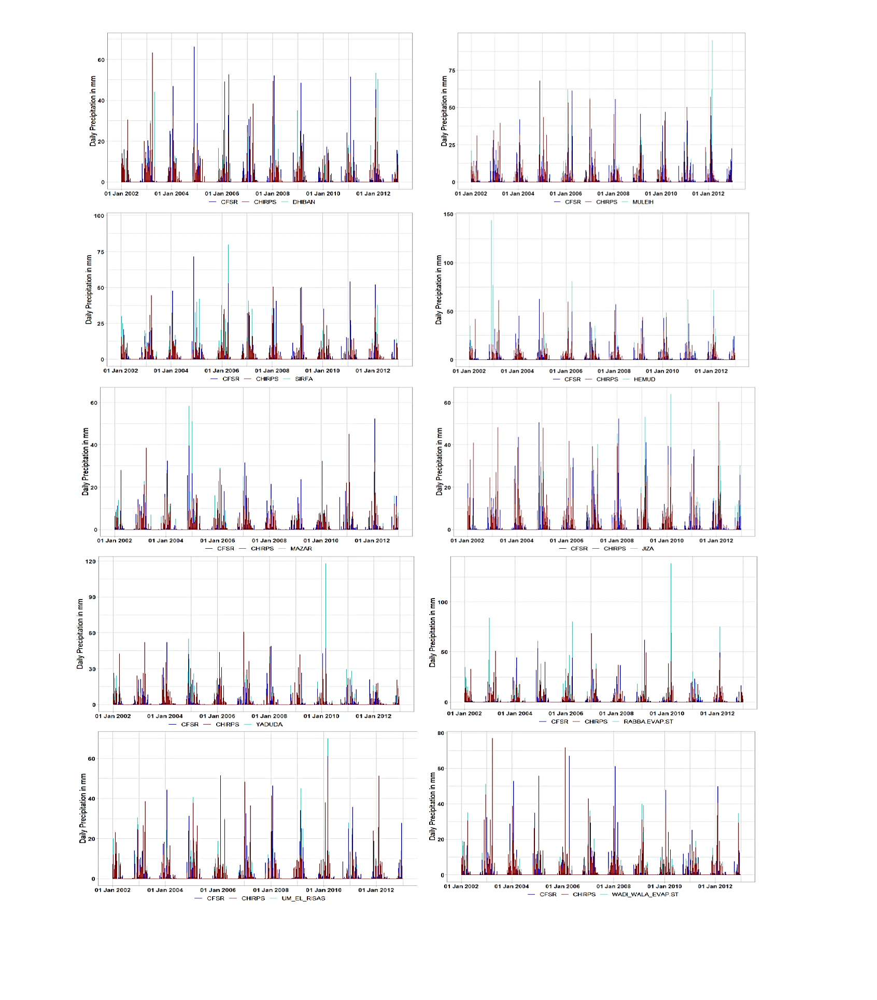 Daily Precipitation in mm
60
40
20
0
01 Jan 2002 01 Jan 2004 01 Jan 2006 01 Jan 2008 01 Jan 2010 01 Jan 2012
CFSR CHIRPS DHIBAN
Daily Precipitation in mm
75
50
25
0
01 Jan 2002 01 Jan 2004 01 Jan 2006 01 Jan 2008 01 Jan 2010 01 Jan 2012
CFSR CHIRPS MULEIH
Daily Precipitation in mm
100
75
50
25
0
01 Jan 2002 01 Jan 2004 01 Jan 2006 01 Jan 2008 01 Jan 2010 01 Jan 2012
CFSR CHIRPS SIRFA
Daily Precipitation in mm
150
100
50
0
01 Jan 2002 01 Jan 2004 01 Jan 2006 01 Jan 2008 01 Jan 2010 01 Jan 2012
CFSR CHIRPS HEMUD
Daily Precipitation in mm
60
40
20
0
01 Jan 2002 01 Jan 2004 01 Jan 2006 01 Jan 2008 01 Jan 2010 01 Jan 2012
CFSR CHIRPS MAZAR
Daily Precipitation in mm
60
40
20
0
01 Jan 2002 01 Jan 2004 01 Jan 2006 01 Jan 2008 01 Jan 2010 01 Jan 2012
CFSR CHIRPS JIZA
Daily Precipitation in mm
120
90
60
30
0
01 Jan 2002 01 Jan 2004 01 Jan 2006 01 Jan 2008 01 Jan 2010 01 Jan 2012
CFSR CHIRPS YADUDA
Daily Precipitation in mm
100
50
0
01 Jan 2002 01 Jan 2004 01 Jan 2006 01 Jan 2008 01 Jan 2010 01 Jan 2012
CFSR CHIRPS RABBA.EVAP.ST
Daily Precipitation in mm
60
40
20
0
01 Jan 2002 01 Jan 2004 01 Jan 2006 01 Jan 2008 01 Jan 2010 01 Jan 2012
CFSR CHIRPS UM_EL_RISAS
Daily Precipitation in mm
80
60
40
20
0
01 Jan 2002 01 Jan 2004 01 Jan 2006 01 Jan 2008 01 Jan 2010 01 Jan 2012
CFSR CHIRPS WADI_WALA_EVAP.ST